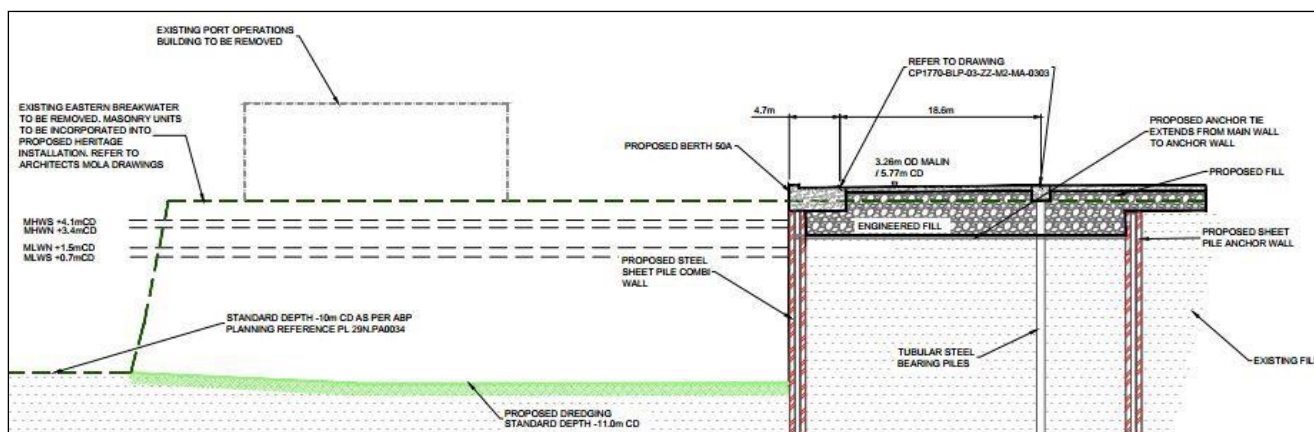 EXISTING PORT OPERATIONS
BUILDING TO BE REMOVED
REFER TO DRAWING
CP1770-BLP-03-ZZ-M2-MA-0303
EXISTING EASTERN BREAKWATER
TO BE REMOVED. MASONRY UNITS
TO BE INCORPORATED INTO
PROPOSED HERITAGE
INSTALLATION. REFER TO
ARCHITECTS MOLA DRAWINGS
4.7m
18.6m
PROPOSED ANCHOR TIE
EXTENDS FROM MAIN WALL
TO ANCHOR WALL
PROPOSED BERTH 50A
3.26m OD MALIN
/ 5.77m CD
PROPOSED FILL
MHWS +4.1mCD
MHWN +3.4mCD
MLWN +1.5mCD
MLWS +0.7mCD
ENGINEERED FILL
PROPOSED SHEET
PILE ANCHOR WALL
PROPOSED STEEL
SHEET PILE COMBI
WALL
STANDARD DEPTH -10m CD AS PER ABP
PLANNING REFERENCE PL 29N.PA0034
TUBULAR STEEL
BEARING PILES
EXISTING FILL
PROPOSED DREDGING
STANDARD DEPTH -11.0m CD